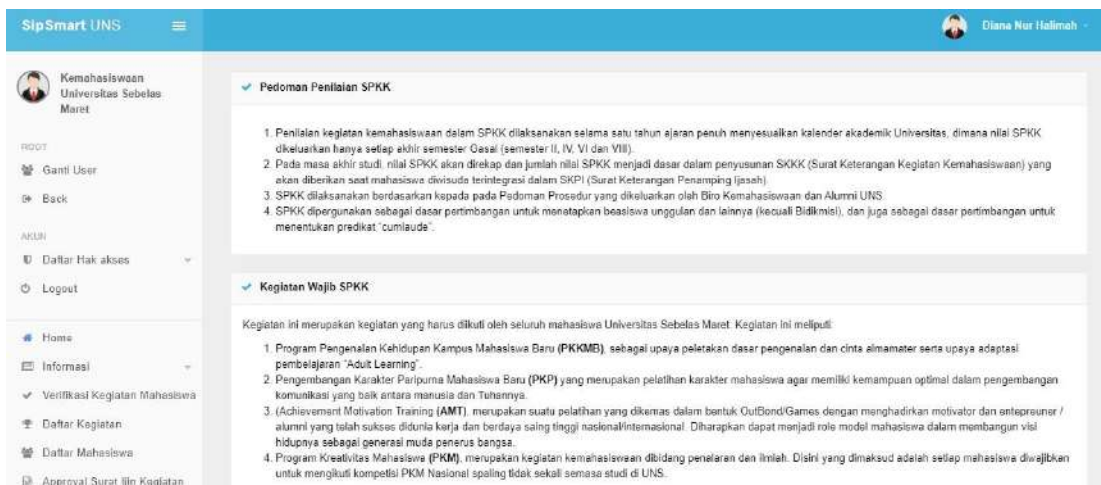 SipSmart UNS
Diana Nur Halimah
Kemahasiswaan
Universitas Sebelas
Maret
ROOT
Ganti User
Back
AKUN
Daftar Hak akses
Logout
Home
Informasi
Verifikasi Kegiatan Mahasiswa
Daftar Kegiatan
Daftar Mahasiswa
Approval Surat Ijin Kegiatan
Pedoman Penilaian SPKK
1. Penilaian kegiatan kemahasiswaan dalam SPKK dilaksanakan selama satu tahun ajaran penuh menyesuaikan kalender akademik Universitas, dimana nilai SPKK
dikeluarkan hanya setiap akhir semester Gasal (semester II, IV, VI dan VIII).
2. Pada masa akhir studi, nilai SPKK akan direkap dan jumlah nilai SPKK menjadi dasar dalam penyusunan SKKK (Surat Keterangan Kegiatan Kemahasiswaan) yang
akan diberikan saat mahasiswa diwisuda terintegrasi dalam SKPI (Surat Keterangan Penamping Ijasah).
3. SPKK dilaksanakan berdasarkan kepada pada Pedoman Prosedur yang dikeluarkan oleh Biro Kemahasiswaan dan Alumni UNS.
4. SPKK dipergunakan sebagai dasar pertimbangan untuk menetapkan beasiswa unggulan dan lainnya (kecuali Bidikmisi), dan juga sebagai dasar pertimbangan untuk
menentukan predikat "cumlaude".
Kegiatan Wajib SPKK
Kegiatan ini merupakan kegiatan yang harus diikuti oleh seluruh mahasiswa Universitas Sebelas Maret. Kegiatan ini meliputi:
1. Program Pengenalan Kehidupan Kampus Mahasiswa Baru (PKKMB), sebagai upaya peletakan dasar pengenalan dan cinta almamater serta upaya adaptasi
pembelajaran "Adult Learning".
2. Pengembangan Karakter Paripurna Mahasiswa Baru (PKP) yang merupakan pelatihan karakter mahasiswa agar memiliki kemampuan optimal dalam pengembangan
komunikasi yang baik antara manusia dan Tuhannya.
3. (Achievement Motivation Training (AMT), merupakan suatu pelatihan yang dikemas dalam bentuk OutBond/Games dengan menghadirkan motivator dan entepreuner /
alumni yang telah sukses didunia kerja dan berdaya saing tinggi nasional/internasional. Diharapkan dapat menjadi role model mahasiswa dalam membangun visi
hidupnya sebagai generasi muda penerus bangsa.
4. Program Kreativitas Mahasiswa (PKM), merupakan kegiatan kemahasiswaan dibidang penalaran dan ilmiah. Disini yang dimaksud adalah setiap mahasiswa diwajibkan
untuk mengikuti kompetisi PKM Nasional spaling tidak sekali semasa studi di UNS.